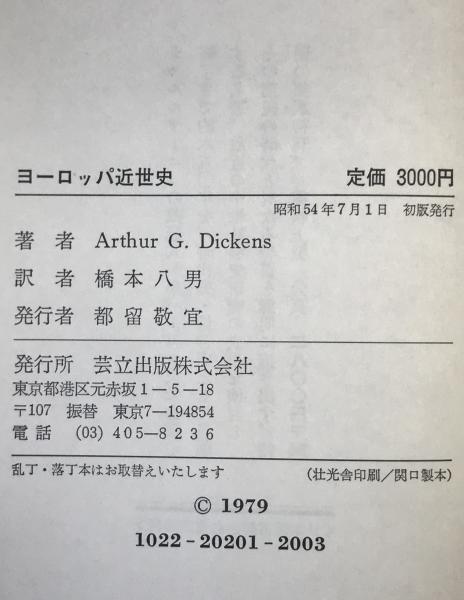 ヨーロッパ近世史 定価 3000円
昭和54年7月1日 初版発行
著者 Arthur G. Dickens
訳者 橋本八男
発行者 都留敬宜
発行所 芸立出版株式会社
東京都港区元赤坂1-5-18
〒107 振替 東京7-194854
電話 (03) 405-8236
乱丁・落丁本はお取替えいたします (壮光舎印刷/関口製本)
© 1979
1022-20201-2003